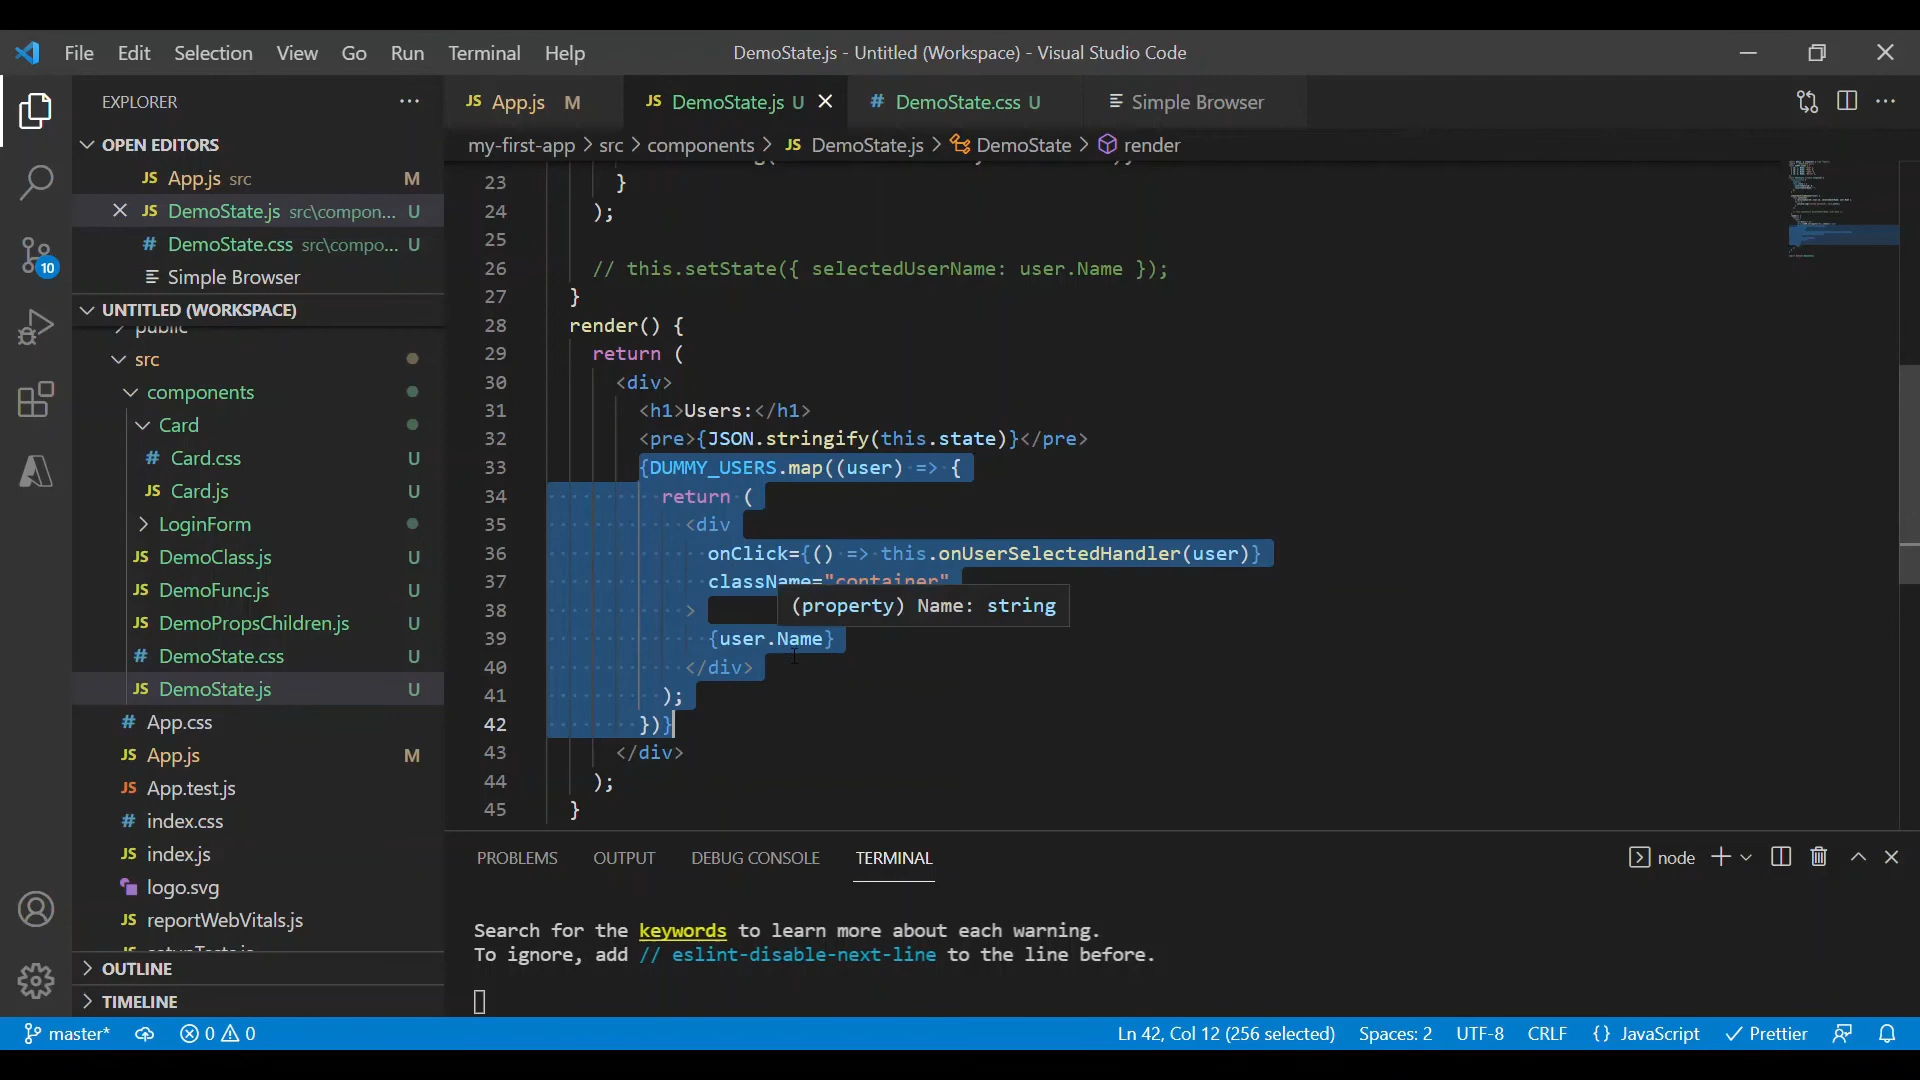 File Edit Selection View Go Run Terminal Help DemoState.js - Untitled (Workspace) - Visual Studio Code
EXPLORER
JS App.js M JS DemoState.js U # DemoState.css U Simple Browser
OPEN EDITORS
my-first-app > src > components > JS DemoState.js > DemoState > render
JS App.js src M
JS DemoState.js src\compon... U
# DemoState.css src\compo... U
Simple Browser
UNTITLED (WORKSPACE)
public
src
components
Card
# Card.css U
JS Card.js U
LoginForm
JS DemoClass.js U
JS DemoFunc.js U
JS DemoPropsChildren.js U
# DemoState.css U
JS DemoState.js U
# App.css
JS App.js M
JS App.test.js
# index.css
JS index.js
logo.svg
JS reportWebVitals.js
OUTLINE
TIMELINE
10
23 }
24 );
25
26 // this.setState({ selectedUserName: user.Name });
27 }
28 render() {
29 return (
30 <div>
31 <h1>Users:</h1>
32 <pre>{JSON.stringify(this.state)}</pre>
33 {DUMMY_USERS.map((user) => {
34 return (
35 <div
36 onClick={() => this.onUserSelectedHandler(user)}
37 className="container"
38 > (property) Name: string
39 {user.Name}
40 </div>
41 );
42 })}
43 </div>
44 );
45 }
PROBLEMS OUTPUT DEBUG CONSOLE TERMINAL node
Search for the keywords to learn more about each warning.
To ignore, add // eslint-disable-next-line to the line before.
master* 0 0 Ln 42, Col 12 (256 selected) Spaces: 2 UTF-8 CRLF {} JavaScript Prettier